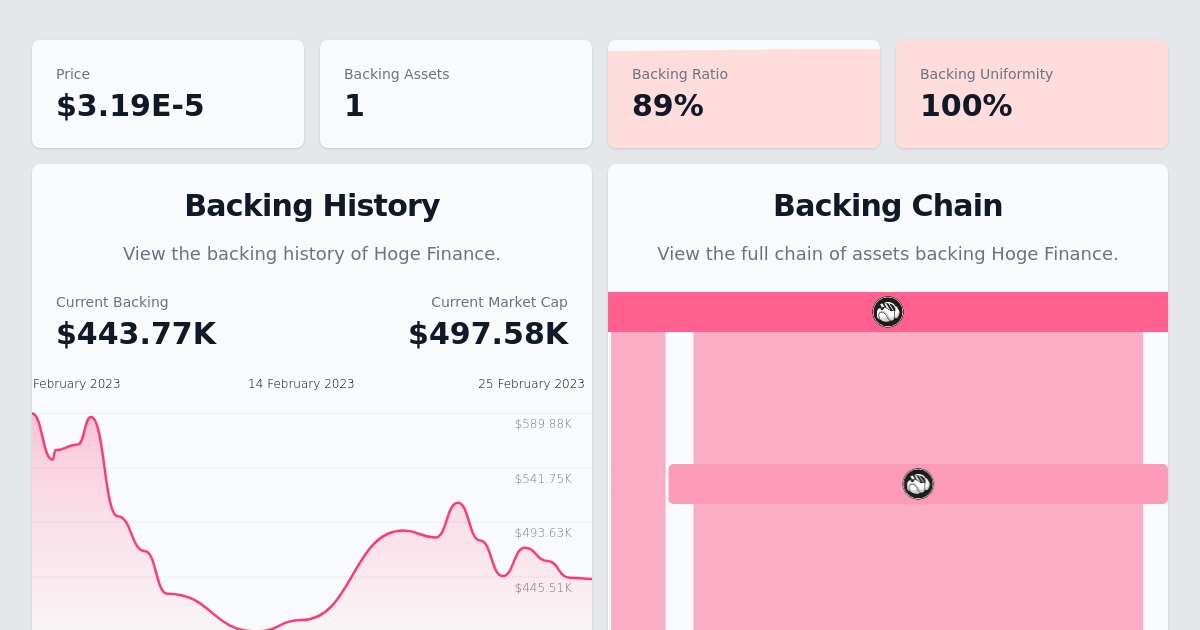 Price
$3.19E-5
Backing Assets
1
Backing Ratio
89%
Backing Uniformity
100%
Backing History
View the backing history of Hoge Finance.
Current Backing
$443.77K
Current Market Cap
$497.58K
February 2023
14 February 2023
25 February 2023
$589.88K
$541.75K
$493.63K
$445.51K
Backing Chain
View the full chain of assets backing Hoge Finance.